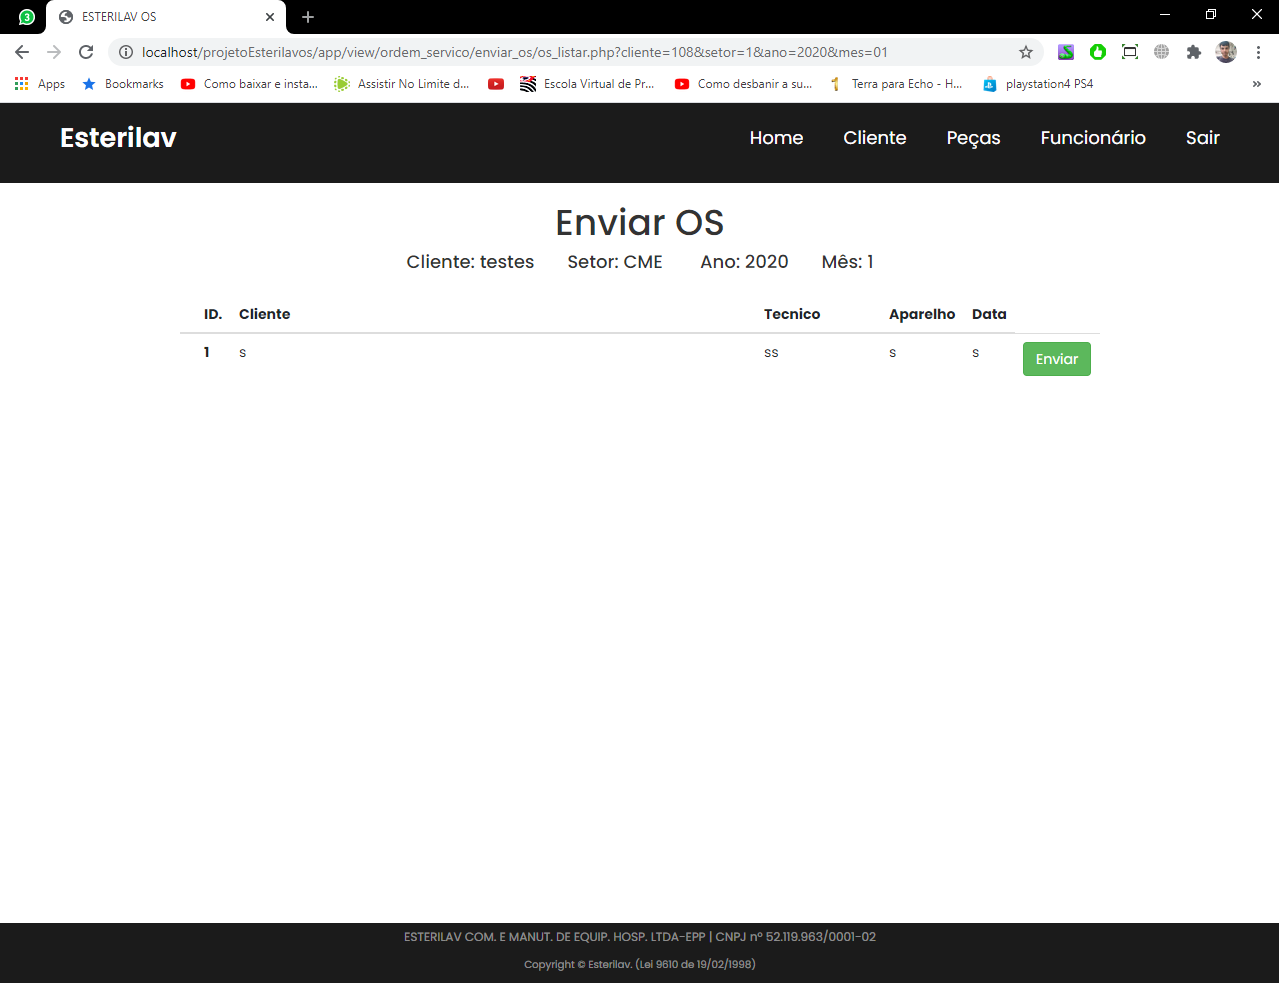 3
ESTERILAV OS
localhost/projetoEsterilavos/app/view/ordem_servico/enviar_os/os_listar.php?cliente=108&setor=1&ano=2020&mes=01
Apps Bookmarks Como baixar e insta... Assistir No Limite d... Escola Virtual de Pr... Como desbanir a su... Terra para Echo - H... playstation4 PS4 »
Esterilav Home Cliente Peças Funcionário Sair
Enviar OS
Cliente: testes Setor: CME Ano: 2020 Mês: 1
ID. Cliente Tecnico Aparelho Data
1 s ss s s Enviar
ESTERILAV COM. E MANUT. DE EQUIP. HOSP. LTDA-EPP | CNPJ nº 52.119.963/0001-02
Copyright © Esterilav. (Lei 9610 de 19/02/1998)